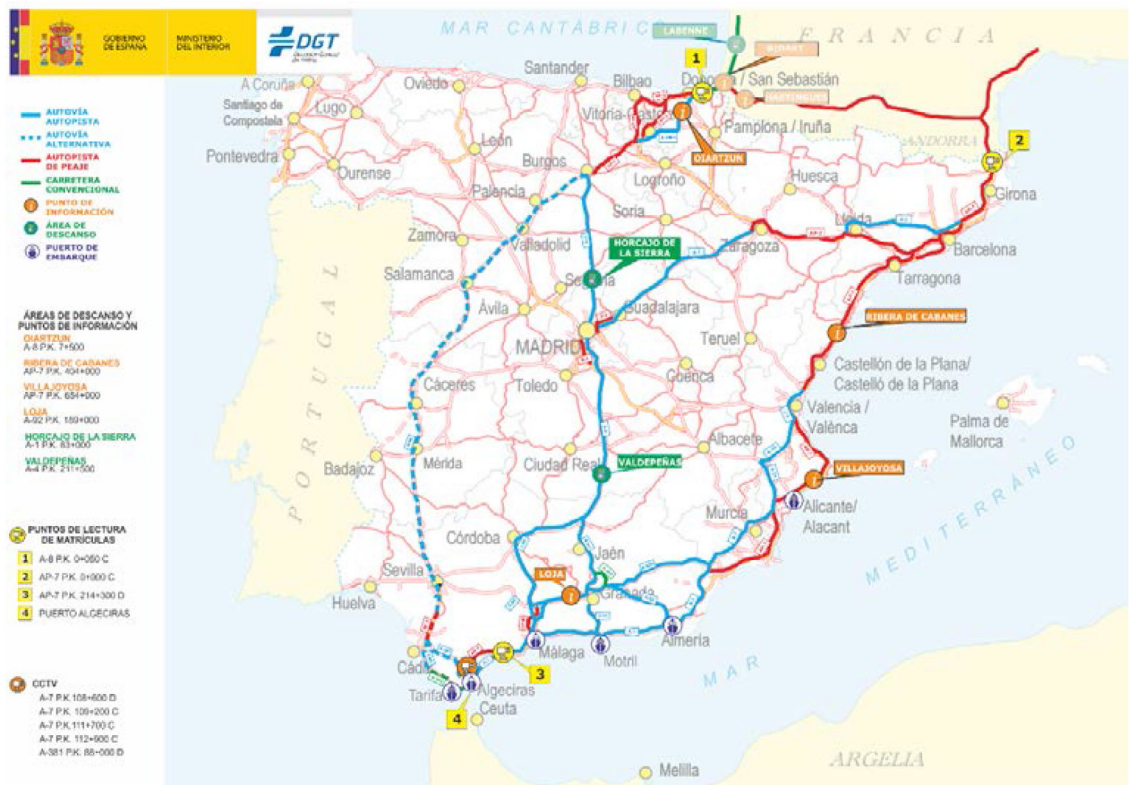 GOBIERNO
DE ESPAÑA
MINISTERIO
DEL INTERIOR
DGT
AUTOVÍA
AUTOPISTA
AUTOVÍA
ALTERNATIVA
AUTOPISTA
DE PEAJE
CARRETERA
CONVENCIONAL
PUNTO DE
INFORMACIÓN
ÁREA DE
DESCANSO
PUERTO DE
EMBARQUE
ÁREAS DE DESCANSO Y
PUNTOS DE INFORMACIÓN
OIARTZUN
A-8 P.K. 7+500
RIBERA DE CABANES
AP-7 P.K. 404+000
VILLAJOYOSA
AP-7 P.K. 654+000
LOJA
A-92 P.K. 189+000
HORCAJO DE LA SIERRA
A-1 P.K. 83+000
VALDEPEÑAS
A-4 P.K. 211+500
PUNTOS DE LECTURA
DE MATRÍCULAS
1 A-8 P.K. 0+050 C
2 AP-7 P.K. 0+000 C
3 AP-7 P.K. 214+300 D
4 PUERTO ALGECIRAS
CCTV
A-7 P.K. 108+600 D
A-7 P.K. 109+200 C
A-7 P.K. 111+700 C
A-7 P.K. 112+900 C
A-381 P.K. 86+000 D
MAR CANTÁBRICO
LABENNE
BIDART
FRANCIA
1
A Coruña
Oviedo
Santander
Bilbao
Donostia / San Sebastián
HASTINGUES
Santiago de
Compostela
Lugo
Vitoria-Gasteiz
Pamplona / Iruña
ANDORRA
2
Pontevedra
León
OIARTZUN
Ourense
Burgos
Logroño
Huesca
Girona
Palencia
Soria
Zamora
Valladolid
HORCAJO DE
LA SIERRA
Zaragoza
Lleida
Barcelona
Salamanca
Segovia
Tarragona
Ávila
Guadalajara
RIBERA DE CABANES
MADRID
Teruel
PORTUGAL
Toledo
Cuenca
Castellón de la Plana/
Castelló de la Plana
Cáceres
Valencia /
València
Palma de
Mallorca
Badajoz
Mérida
Ciudad Real
VALDEPEÑAS
Albacete
VILLAJOYOSA
Alicante/
Alacant
Murcia
Córdoba
Jaén
MAR MEDITERRÁNEO
Sevilla
LOJA
Huelva
Granada
Cádiz
Málaga
Motril
Almería
3
Tarifa
Algeciras
4
Ceuta
Melilla
ARGELIA